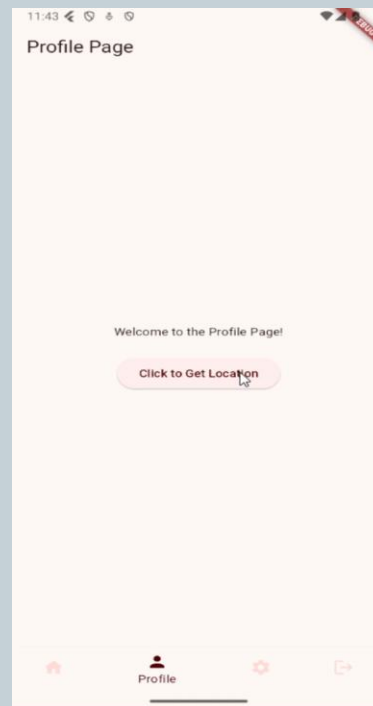 11:43
Profile Page
Welcome to the Profile Page!
Click to Get Location
Profile